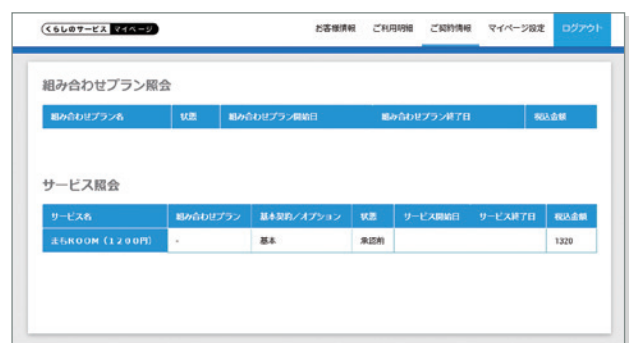 くらしのサービス マイページ
お客様情報 ご利用明細 ご契約情報 マイページ設定 ログアウト
組み合わせプラン照会
組み合わせプラン名 状態 組み合わせプラン開始日 組み合わせプラン終了日 税込金額
サービス照会
サービス名 組み合わせプラン 基本契約/オプション 状態 サービス開始日 サービス終了日 税込金額
まちROOM（1200円） - 基本 承認前 1320